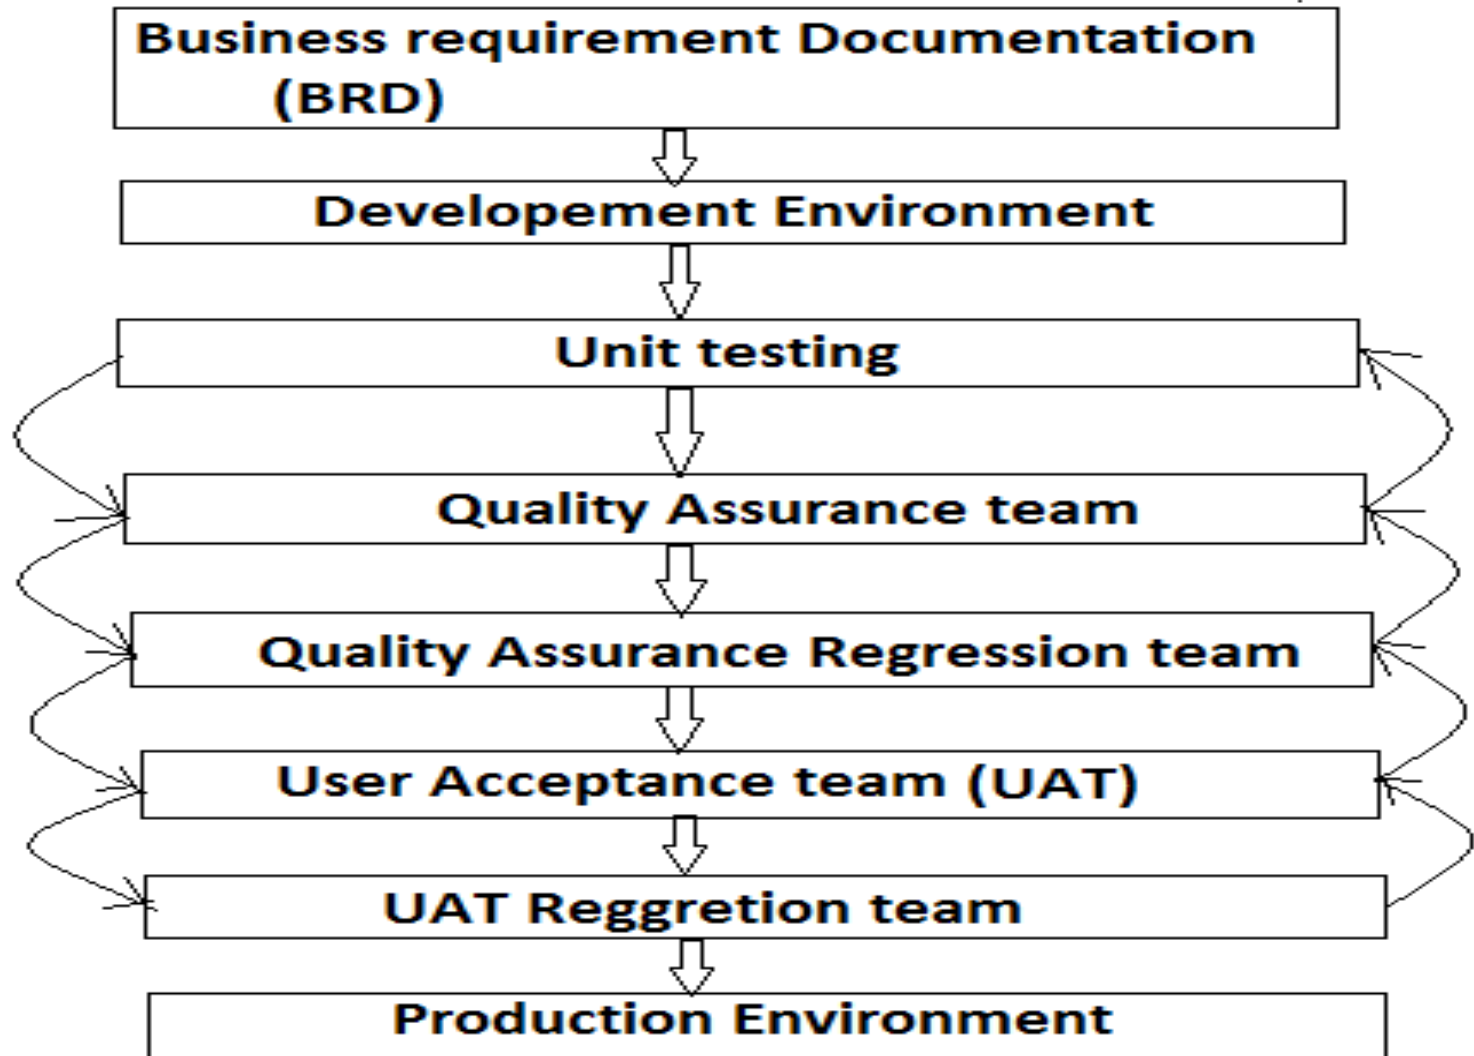 Business requirement Documentation
(BRD)
Developement Environment
Unit testing
Quality Assurance team
Quality Assurance Regression team
User Acceptance team (UAT)
UAT Reggretion team
Production Environment